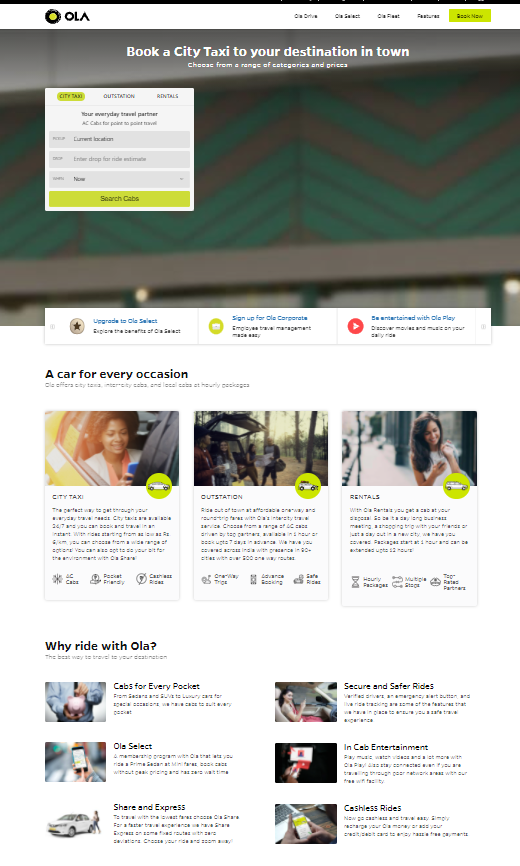 OLA
Ola Drive
Ola Select
Ola Fleet
Features
Book Now
Book a City Taxi to your destination in town
Choose from a range of categories and prices
CITY TAXI
OUTSTATION
RENTALS
Your everyday travel partner
AC Cabs for point to point travel
PICKUP
Current location
DROP
Enter drop for ride estimate
WHEN
Now
Search Cabs
Upgrade to Ola Select
Explore the benefits of Ola Select
Sign up for Ola Corporate
Employee travel management
made easy
Be entertained with Ola Play
Discover movies and music on your
daily ride
A car for every occasion
Ola offers city taxis, inter-city cabs, and local cabs at hourly packages
CITY TAXI
The perfect way to get through your
everyday travel needs. City taxis are available
24/7 and you can book and travel in an
instant. With rides starting from as low as Rs
6/km, you can choose from a wide range of
options! You can also opt to do your bit for
the environment with Ola Share!
AC
Cabs
Pocket
Friendly
Cashless
Rides
OUTSTATION
Ride out of town at affordable one-way and
round-trip fares with Ola's intercity travel
service. Choose from a range of AC cabs
driven by top partners, available in 1 hour or
book upto 7 days in advance. We have you
covered across India with presence in 90+
cities with over 500 one way routes.
One-Way
Trips
Advance
Booking
Safe
Rides
RENTALS
With Ola Rentals you get a cab at your
disposal. So be it a day long business
meeting, a shopping trip with your friends or
just a day out in a new city, we have you
covered. Packages start at 1 hour and can be
extended upto 12 hours!
Hourly
Packages
Multiple
Stops
Top-
Rated
Partners
Why ride with Ola?
The best way to travel to your destination
Cabs for Every Pocket
From Sedans and SUVs to Luxury cars for
special occasions, we have cabs to suit every
pocket
Secure and Safer Rides
Verified drivers, an emergency alert button, and
live ride tracking are some of the features that
we have in place to ensure you a safe travel
experience.
Ola Select
A membership program with Ola that lets you
ride a Prime Sedan at Mini fares, book cabs
without peak pricing and has zero wait time
In Cab Entertainment
Play music, watch videos and a lot more with
Ola Play! Also stay connected even if you are
travelling through poor network areas with our
free wifi facility.
Share and Express
To travel with the lowest fares choose Ola Share.
For a faster travel experience we have Share
Express on some fixed routes with zero
deviations. Choose your ride and zoom away!
Cashless Rides
Now go cashless and travel easy. Simply
recharge your Ola money or add your
credit/debit card to enjoy hassle free payments